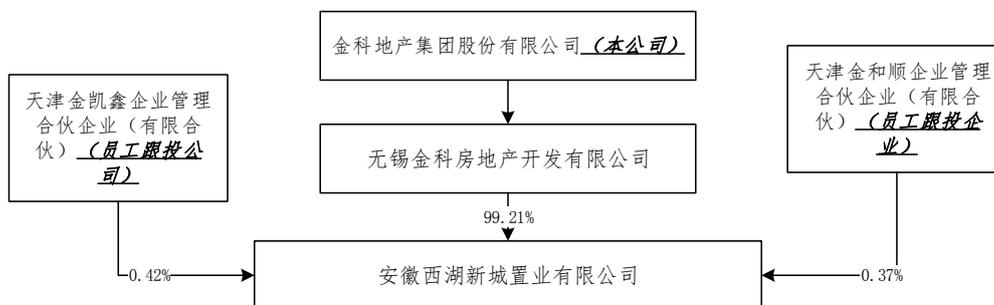 金科地产集团股份有限公司（本公司）
天津金凯鑫企业管理
合伙企业（有限合
伙）（员工跟投公
司）
天津金和顺企业管理
合伙企业（有限合
伙）（员工跟投企
业）
无锡金科房地产开发有限公司
99.21%
0.42%
安徽西湖新城置业有限公司
0.37%